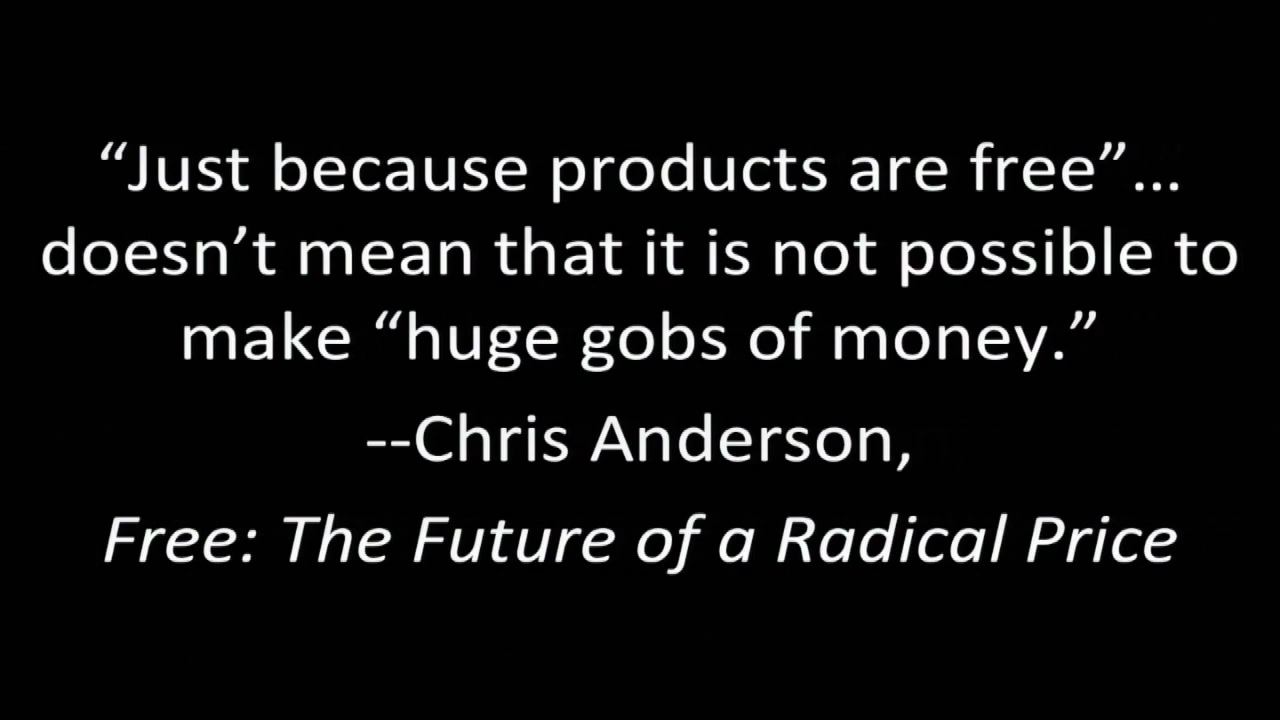 “Just because products are free”…
doesn’t mean that it is not possible to
make “huge gobs of money.”
--Chris Anderson,
Free: The Future of a Radical Price